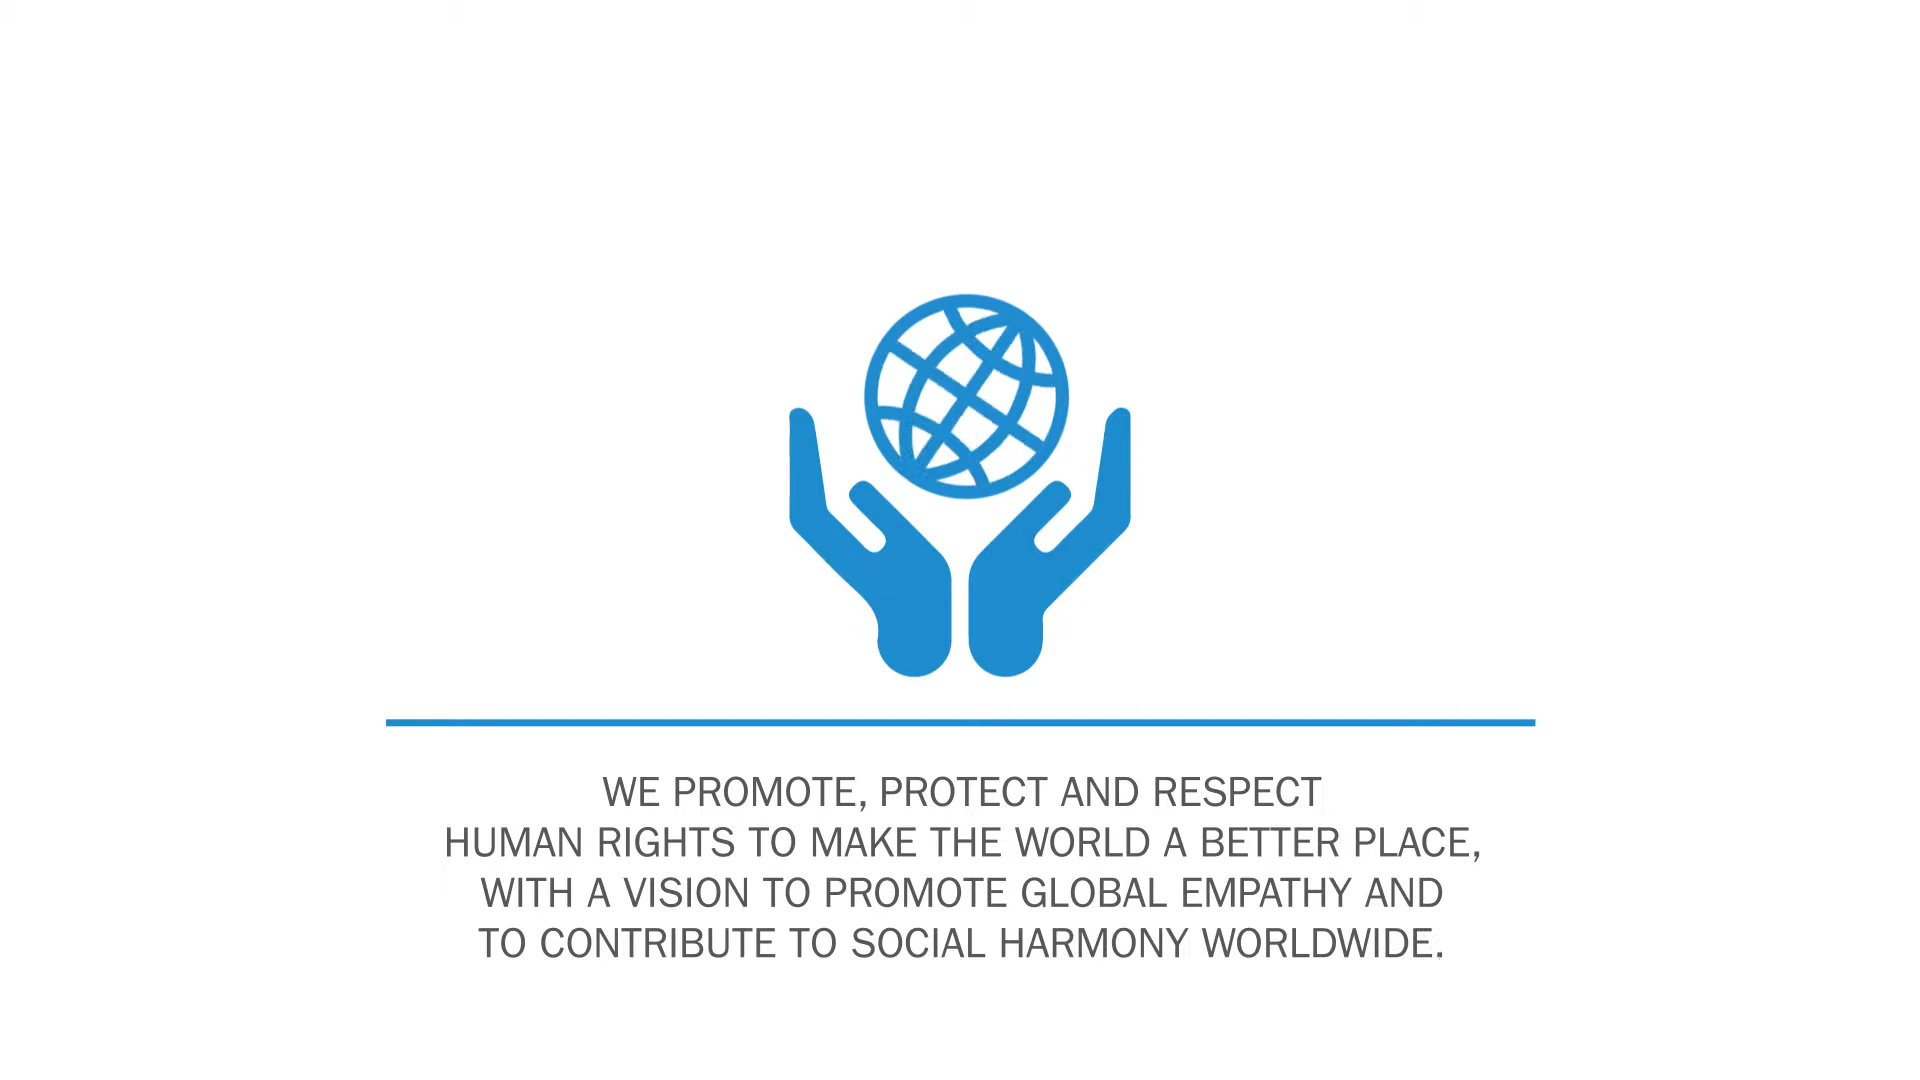 WE PROMOTE, PROTECT AND RESPECT
HUMAN RIGHTS TO MAKE THE WORLD A BETTER PLACE,
WITH A VISION TO PROMOTE GLOBAL EMPATHY AND
TO CONTRIBUTE TO SOCIAL HARMONY WORLDWIDE.